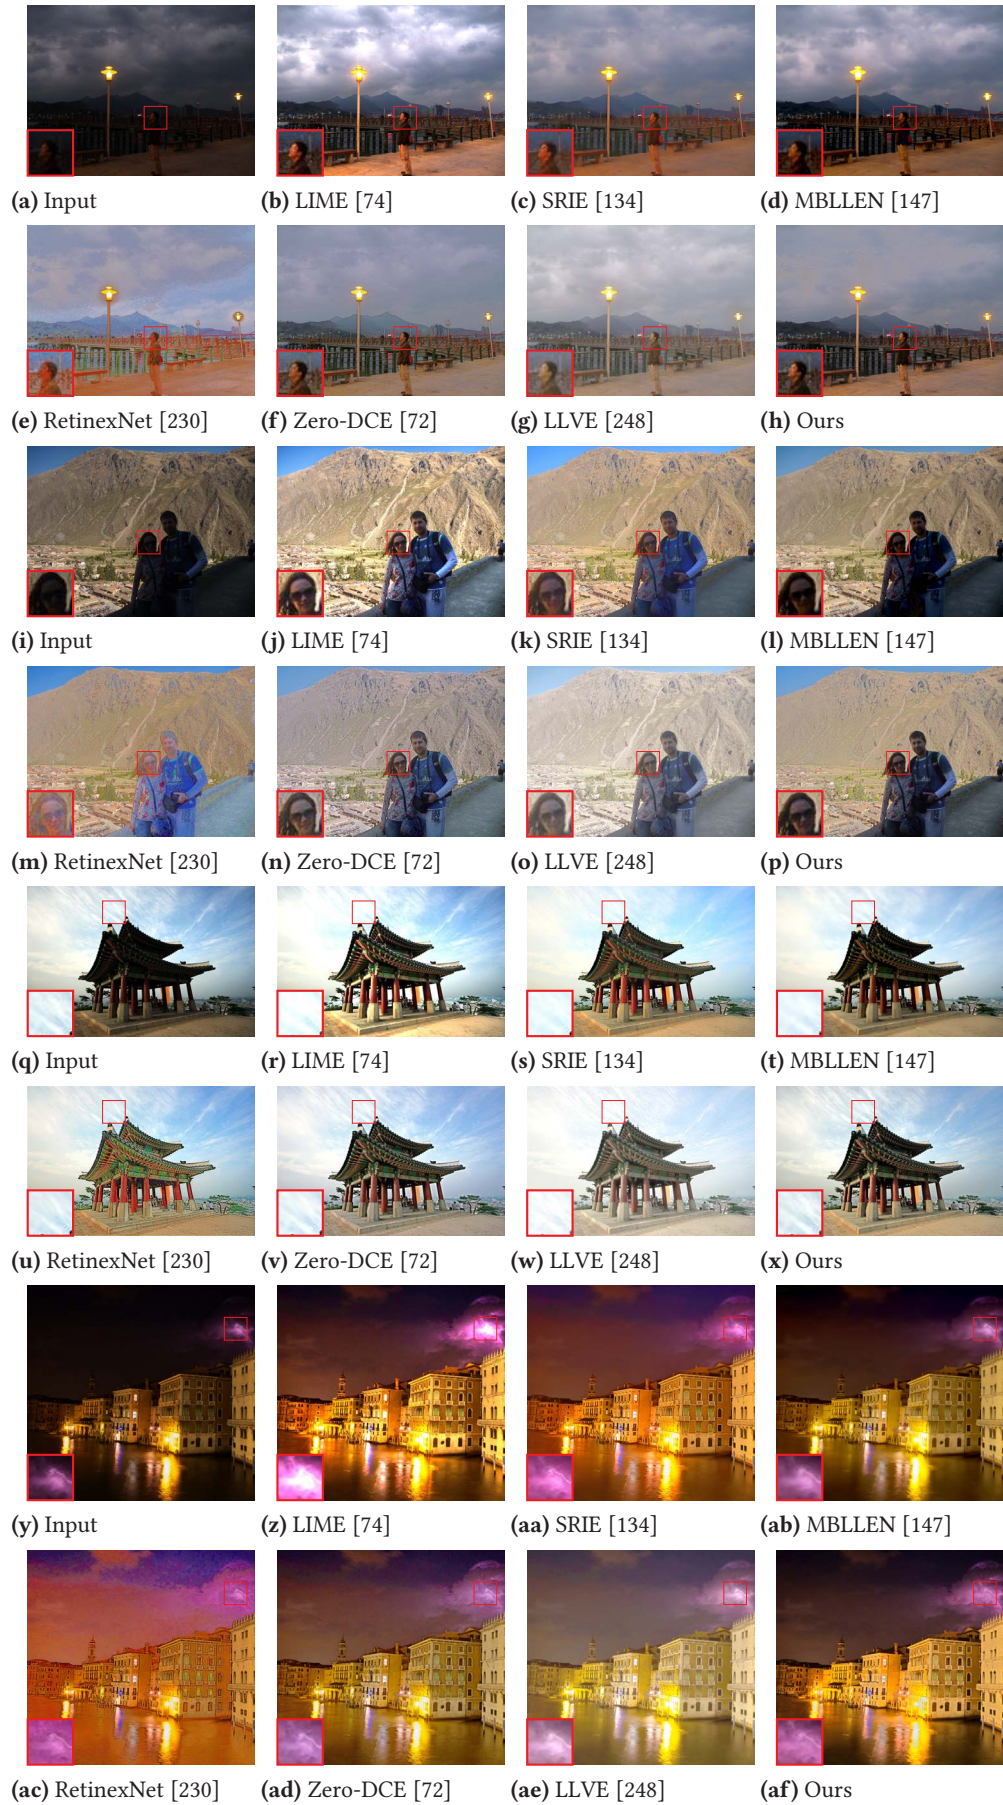 (a) Input (b) LIME [74] (c) SRIE [134] (d) MBLLEN [147]
(e) RetinexNet [230] (f) Zero-DCE [72] (g) LLVE [248] (h) Ours
(i) Input (j) LIME [74] (k) SRIE [134] (l) MBLLEN [147]
(m) RetinexNet [230] (n) Zero-DCE [72] (o) LLVE [248] (p) Ours
(q) Input (r) LIME [74] (s) SRIE [134] (t) MBLLEN [147]
(u) RetinexNet [230] (v) Zero-DCE [72] (w) LLVE [248] (x) Ours
(y) Input (z) LIME [74] (aa) SRIE [134] (ab) MBLLEN [147]
(ac) RetinexNet [230] (ad) Zero-DCE [72] (ae) LLVE [248] (af) Ours